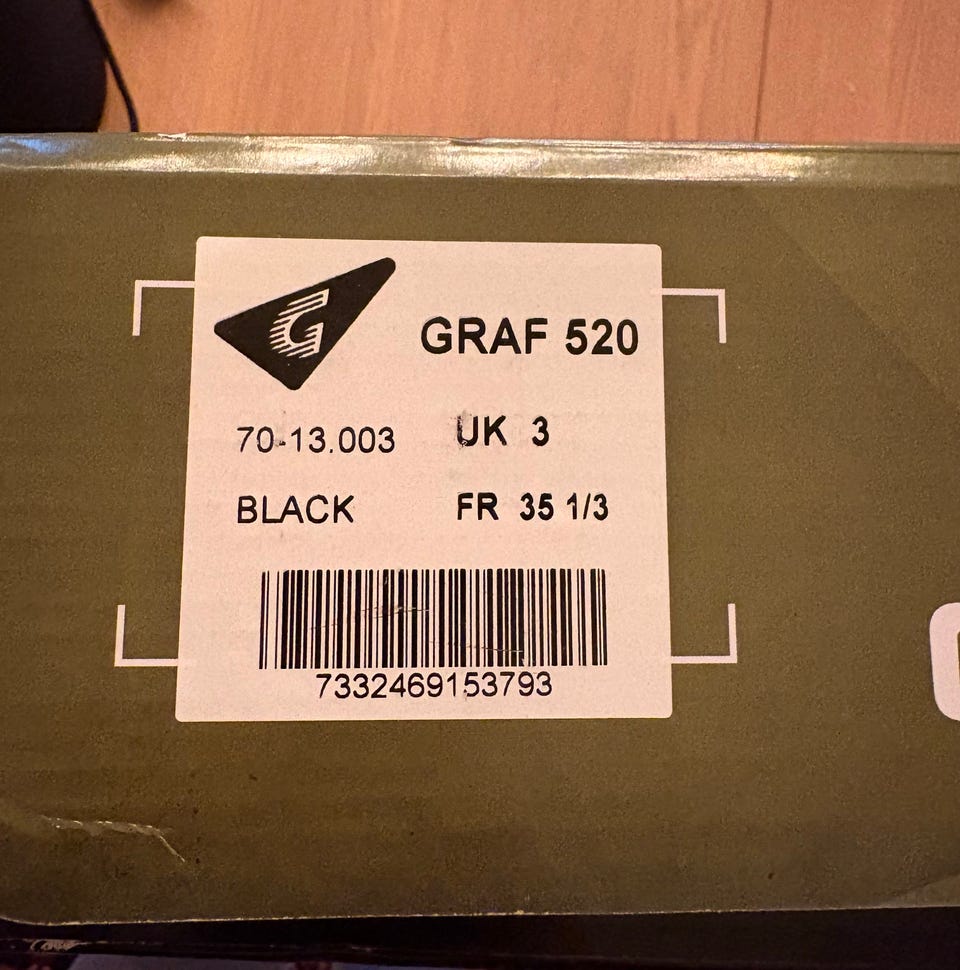 G
GRAF 520
70-13.003 UK 3
BLACK FR 35 1/3
7332469153793